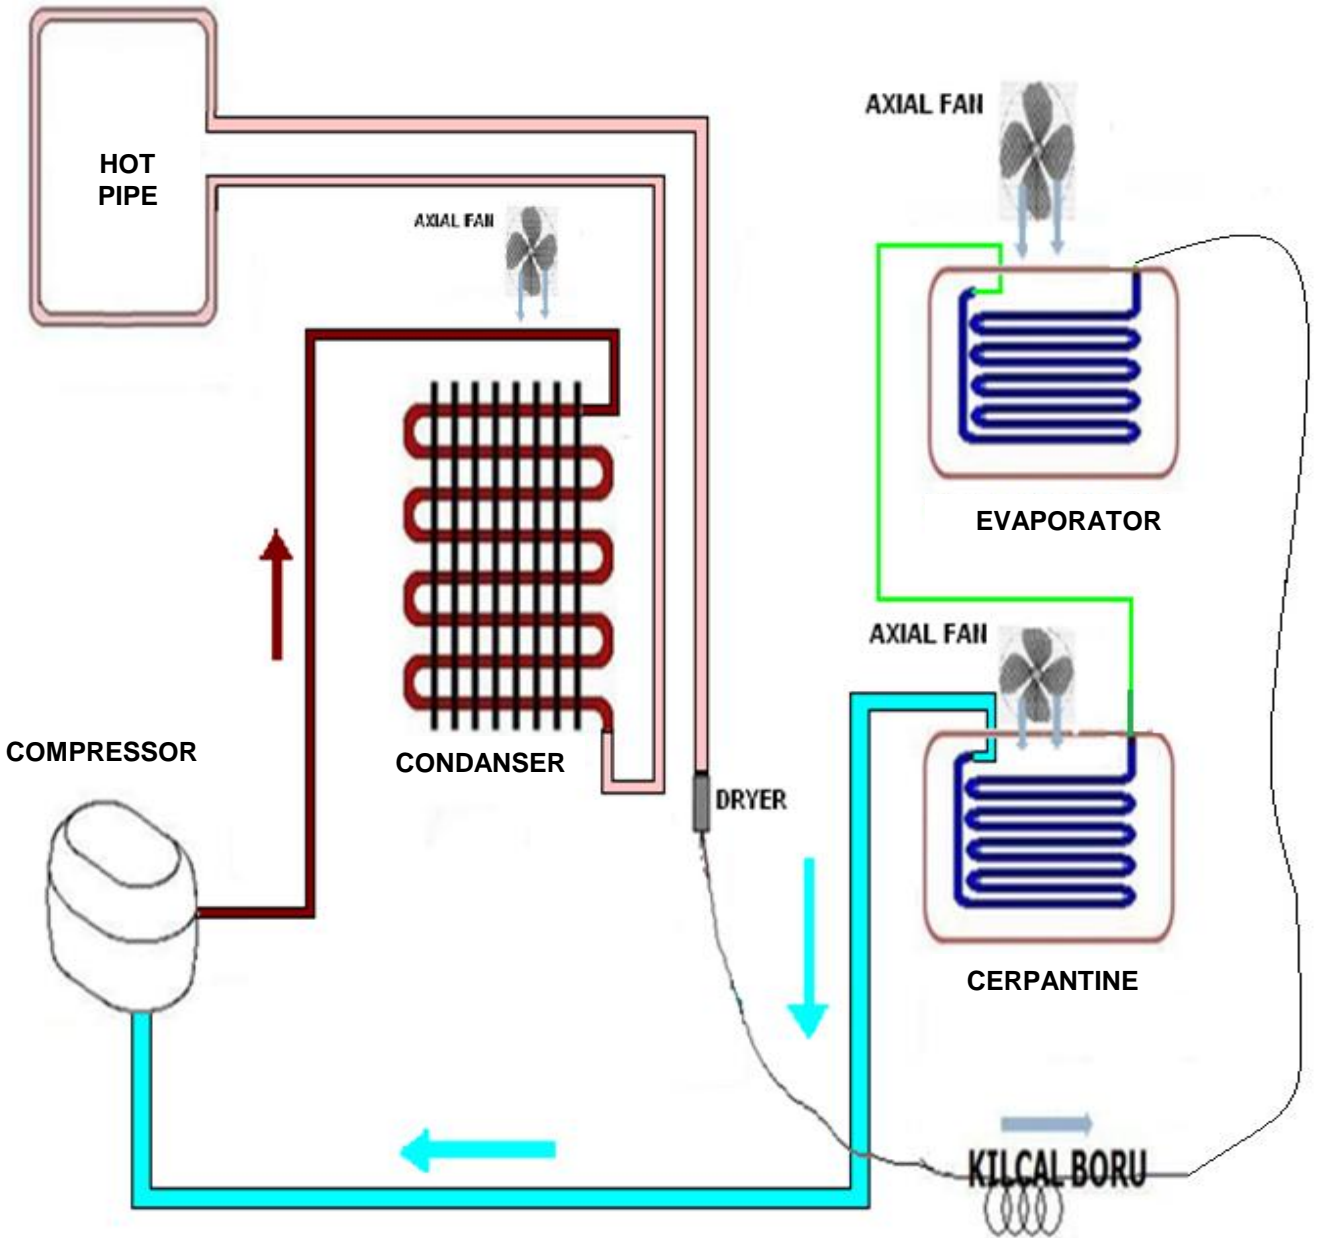 AXIAL FAN
HOT
PIPE
AXIAL FAN
EVAPORATOR
AXIAL FAN
COMPRESSOR
CONDANSER
DRYER
CERPANTINE
KILCAL BORU